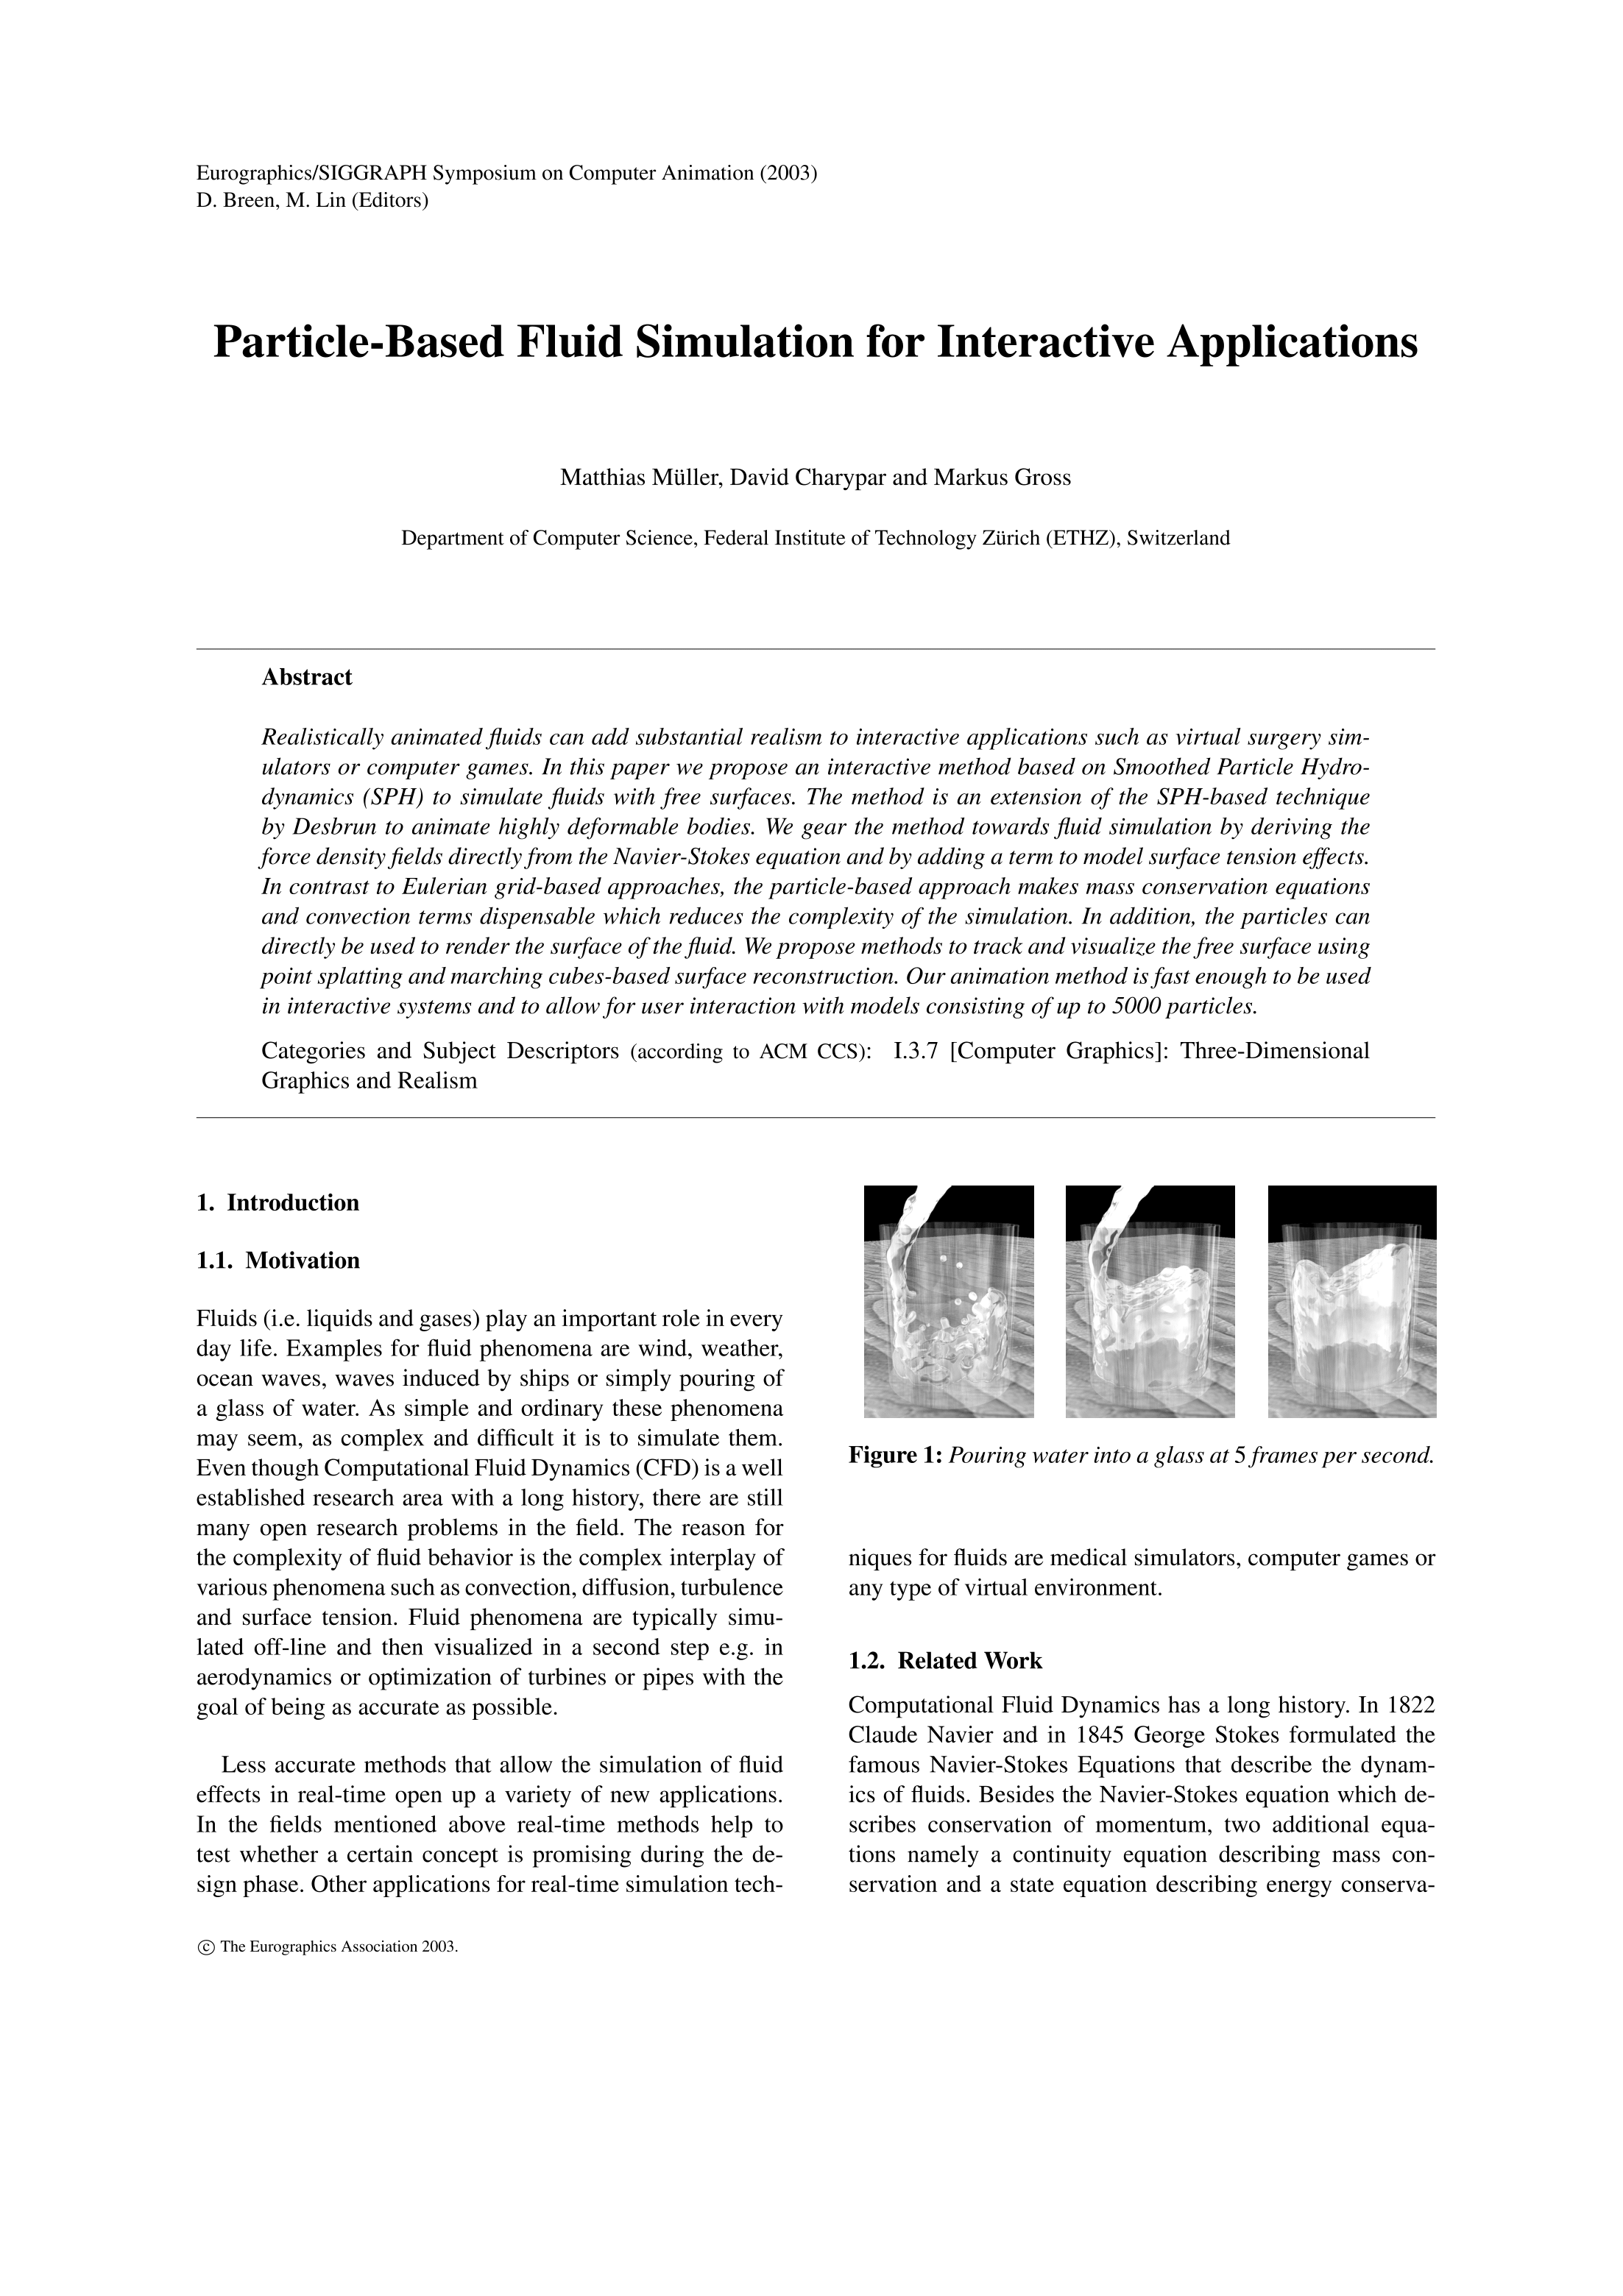 Eurographics/SIGGRAPH Symposium on Computer Animation (2003)
D. Breen, M. Lin (Editors)
Particle-Based Fluid Simulation for Interactive Applications
Matthias Müller, David Charypar and Markus Gross
Department of Computer Science, Federal Institute of Technology Zürich (ETHZ), Switzerland
Abstract
Realistically animated fluids can add substantial realism to interactive applications such as virtual surgery sim-
ulators or computer games. In this paper we propose an interactive method based on Smoothed Particle Hydro-
dynamics (SPH) to simulate fluids with free surfaces. The method is an extension of the SPH-based technique
by Desbrun to animate highly deformable bodies. We gear the method towards fluid simulation by deriving the
force density fields directly from the Navier-Stokes equation and by adding a term to model surface tension effects.
In contrast to Eulerian grid-based approaches, the particle-based approach makes mass conservation equations
and convection terms dispensable which reduces the complexity of the simulation. In addition, the particles can
directly be used to render the surface of the fluid. We propose methods to track and visualize the free surface using
point splatting and marching cubes-based surface reconstruction. Our animation method is fast enough to be used
in interactive systems and to allow for user interaction with models consisting of up to 5000 particles.
Categories and Subject Descriptors (according to ACM CCS): I.3.7 [Computer Graphics]: Three-Dimensional
Graphics and Realism
1. Introduction
1.1. Motivation
Fluids (i.e. liquids and gases) play an important role in every
day life. Examples for fluid phenomena are wind, weather,
ocean waves, waves induced by ships or simply pouring of
a glass of water. As simple and ordinary these phenomena
may seem, as complex and difficult it is to simulate them.
Even though Computational Fluid Dynamics (CFD) is a well
established research area with a long history, there are still
many open research problems in the field. The reason for
the complexity of fluid behavior is the complex interplay of
various phenomena such as convection, diffusion, turbulence
and surface tension. Fluid phenomena are typically simu-
lated off-line and then visualized in a second step e.g. in
aerodynamics or optimization of turbines or pipes with the
goal of being as accurate as possible.
Less accurate methods that allow the simulation of fluid
effects in real-time open up a variety of new applications.
In the fields mentioned above real-time methods help to
test whether a certain concept is promising during the de-
sign phase. Other applications for real-time simulation tech-
Figure 1: Pouring water into a glass at 5 frames per second.
niques for fluids are medical simulators, computer games or
any type of virtual environment.
1.2. Related Work
Computational Fluid Dynamics has a long history. In 1822
Claude Navier and in 1845 George Stokes formulated the
famous Navier-Stokes Equations that describe the dynam-
ics of fluids. Besides the Navier-Stokes equation which de-
scribes conservation of momentum, two additional equa-
tions namely a continuity equation describing mass con-
servation and a state equation describing energy conserva-
© The Eurographics Association 2003.